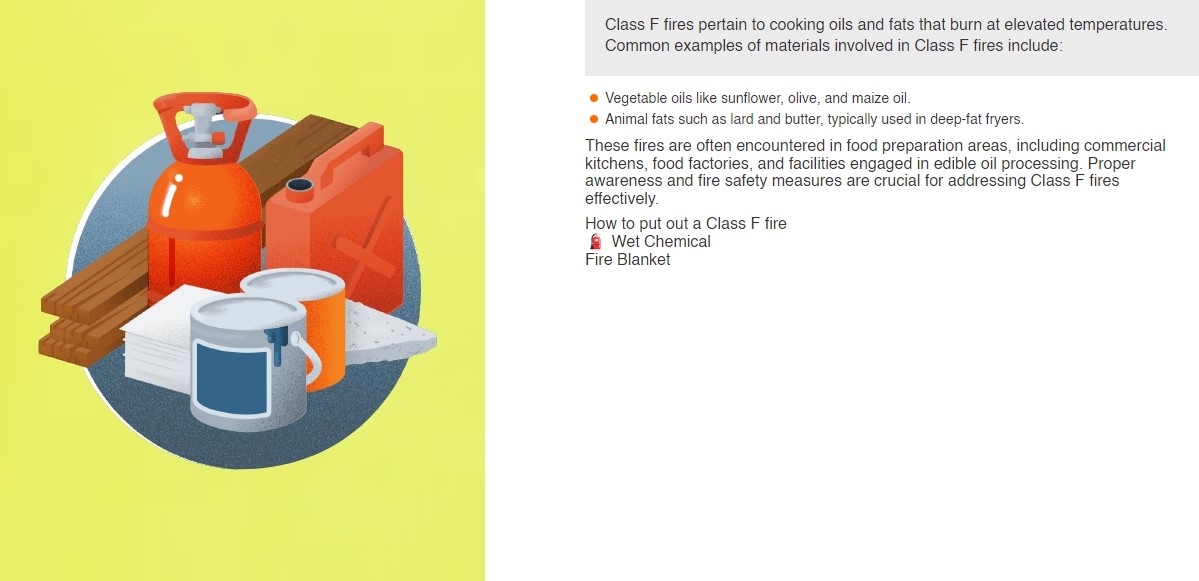 Class F fires pertain to cooking oils and fats that burn at elevated temperatures.
Common examples of materials involved in Class F fires include:
Vegetable oils like sunflower, olive, and maize oil.
Animal fats such as lard and butter, typically used in deep-fat fryers.
These fires are often encountered in food preparation areas, including commercial
kitchens, food factories, and facilities engaged in edible oil processing. Proper
awareness and fire safety measures are crucial for addressing Class F fires
effectively.
How to put out a Class F fire
Wet Chemical
Fire Blanket